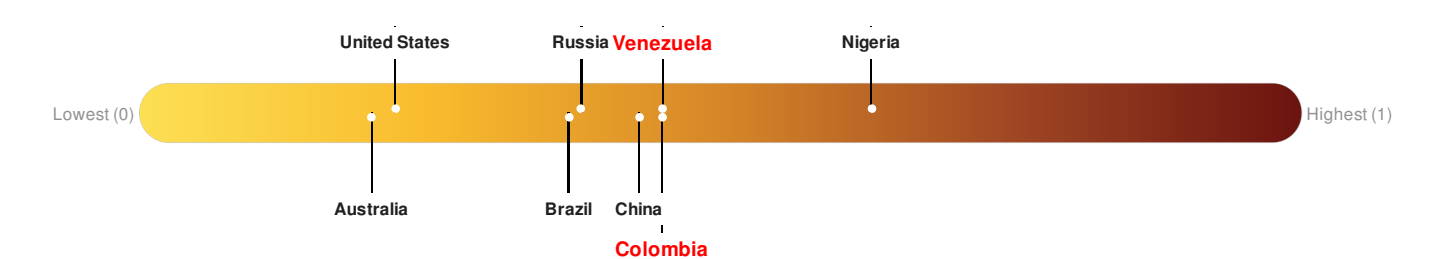 United States Russia Venezuela Nigeria
Lowest (0) Highest (1)
Australia Brazil China
Colombia